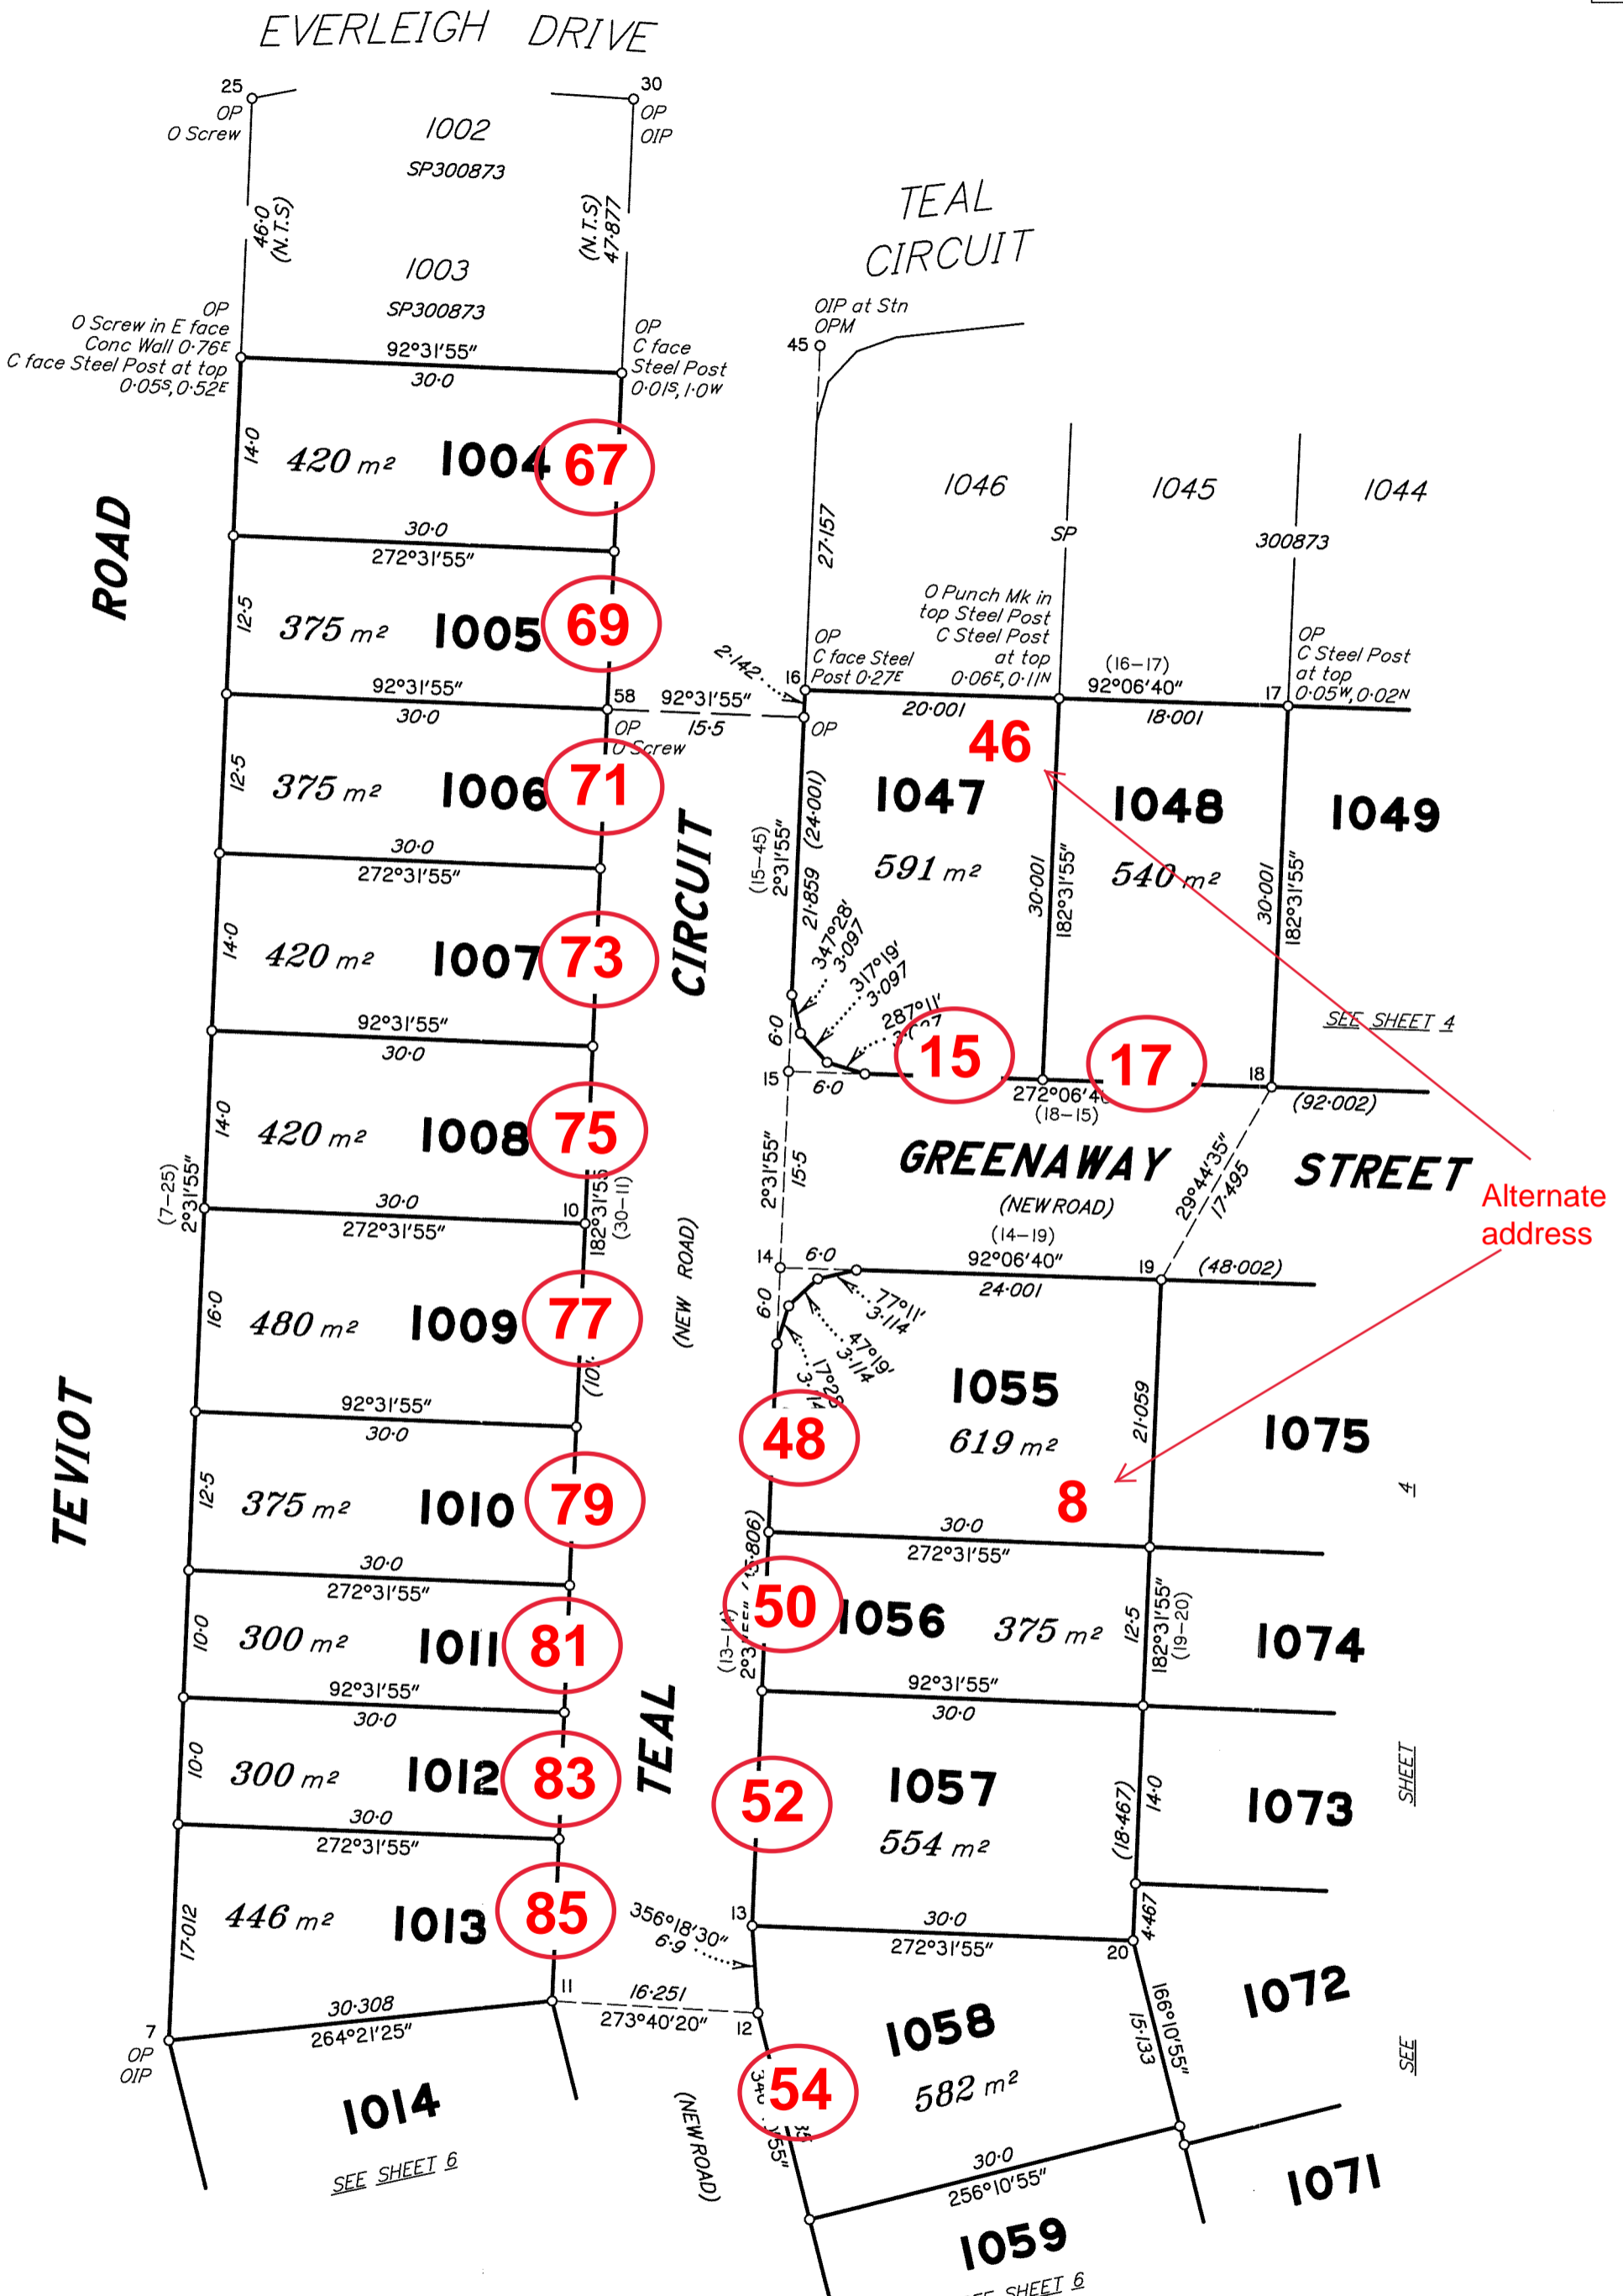 EVERLEIGH DRIVE
25
OP
O Screw
30
OP
OIP
1002
SP300873
46·0
(N.T.S)
(N.T.S)
47·877
1003
SP300873
TEAL
CIRCUIT
OIP at Stn
OPM
45
OP
O Screw in E face
Conc Wall 0·76E
C face Steel Post at top
0·05S,0·52E
OP
C face
Steel Post
0·01S,1·0W
92°31'55"
30·0
14·0
420 m²
1004
67
ROAD
30·0
272°31'55"
12·5
375 m²
1005
69
27·157
1046
1045
1044
SP
300873
O Punch Mk in
top Steel Post
C Steel Post
at top
0·06E,0·11N
OP
C face Steel
Post 0·27E
OP
C Steel Post
at top
0·05W,0·02N
2·142
16
(16-17)
92°06'40"
17
20·001
18·001
92°31'55"
30·0
58
92°31'55"
15·5
OP
O Screw
OP
12·5
375 m²
1006
71
46
1047
591 m²
1048
540 m²
1049
CIRCUIT
(15-45)
2°31'55"
21·859
(24·001)
30·001
182°31'55"
30·001
182°31'55"
30·0
272°31'55"
14·0
420 m²
1007
73
347°28'
3·097
317°19'
3·097
287°11'
6·0
15
6·0
15
17
18
272°06'4
(18-15)
(92·002)
SEE SHEET 4
92°31'55"
30·0
14·0
420 m²
1008
75
(7-25)
2°31'55"
30·0
272°31'55"
10
182°31'55
(30-11)
2°31'55"
15·5
GREENAWAY STREET
(NEW ROAD)
29°44'35"
17·495
Alternate
address
(14-19)
14
6·0
92°06'40"
24·001
19
(48·002)
6·0
77°11'
3·114
47°19'
3·114
17°28
16·0
480 m²
1009
77
(NEW ROAD)
92°31'55"
30·0
TEVIOT
12·5
375 m²
1010
79
48
1055
619 m²
8
21·059
1075
4
30·0
272°31'55"
30·0
272°31'55"
10·0
300 m²
1011
81
50
1056
375 m²
12·5
182°31'55"
(19-20)
1074
92°31'55"
30·0
92°31'55"
30·0
10·0
300 m²
1012
83
TEAL
52
1057
554 m²
(18·467)
14·0
1073
SHEET
30·0
272°31'55"
17·012
446 m²
1013
85
356°18'30"
6·9
13
30·0
272°31'55"
20
4·467
1072
7
OP
OIP
30·308
264°21'25"
11
16·251
273°40'20"
12
1058
582 m²
166°10'55"
15·133
SEE
1014
SEE SHEET 6
54
(NEW ROAD)
30·0
256°10'55"
1071
1059
SHEET 6